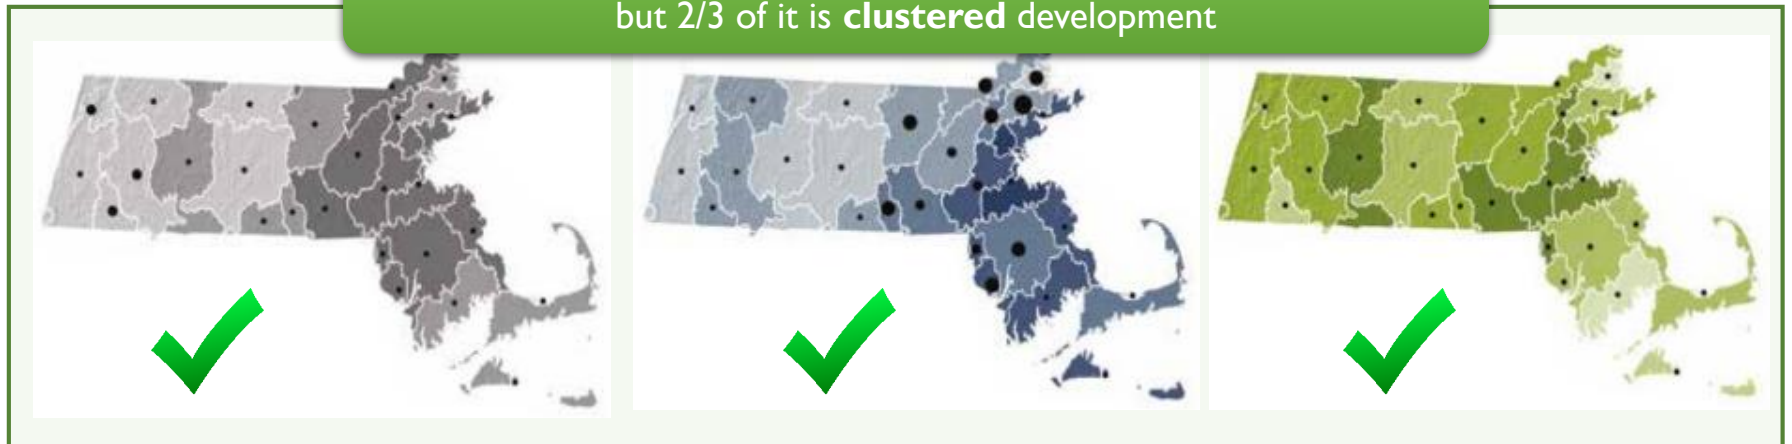 but 2/3 of it is clustered development